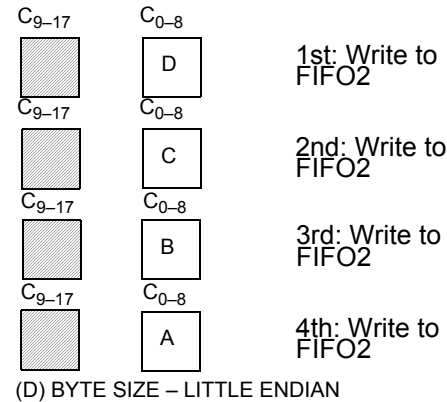 C9–17 C0–8
D 1st: Write to
FIFO2
C9–17 C0–8
C 2nd: Write to
FIFO2
C9–17 C0–8
B 3rd: Write to
FIFO2
C9–17 C0–8
A 4th: Write to
FIFO2
(D) BYTE SIZE – LITTLE ENDIAN